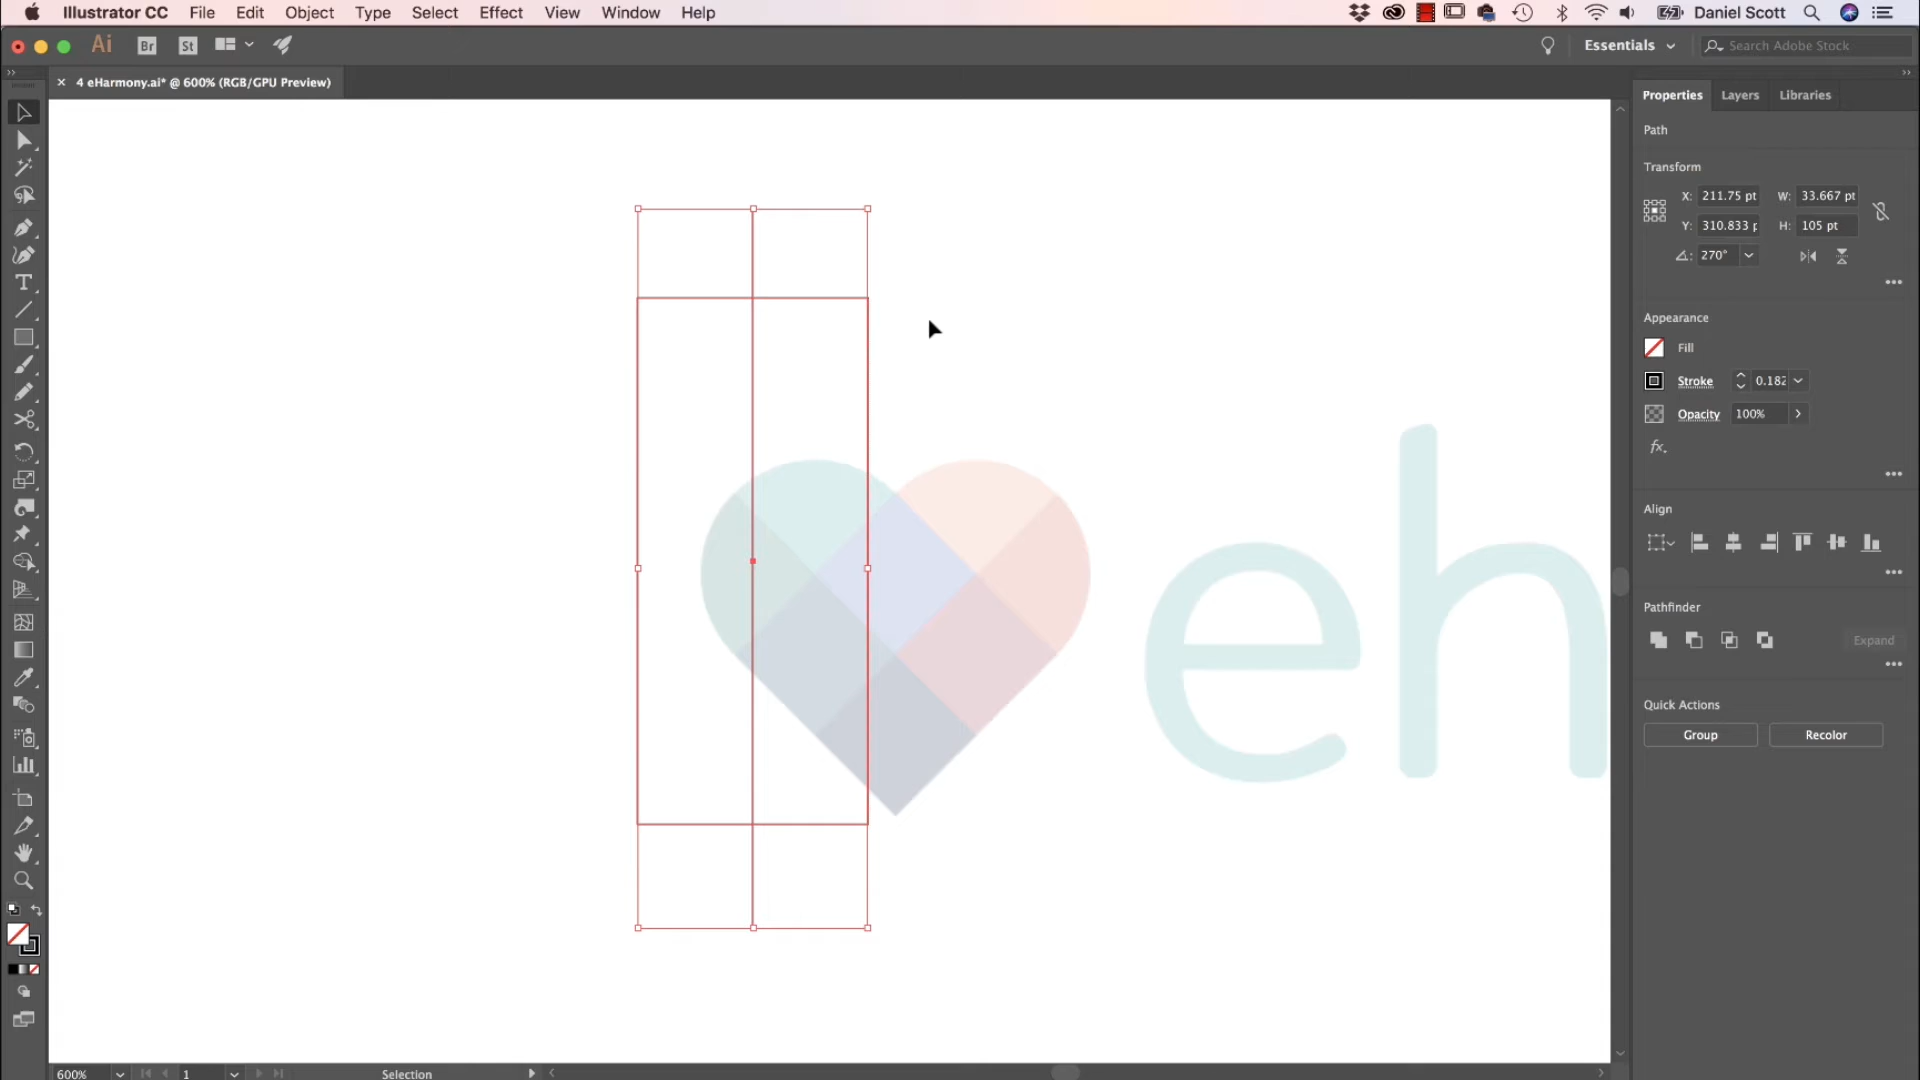 Illustrator CC File Edit Object Type Select Effect View Window Help Daniel Scott
Ai Br St Essentials Search Adobe Stock
× 4 eHarmony.ai* @ 600% (RGB/GPU Preview)
Properties Layers Libraries
Path
Transform
X: 211.75 pt W: 33.667 pt
Y: 310.833 p H: 105 pt
270°
Appearance
Fill
Stroke 0.182
Opacity 100%
fx.
Align
Pathfinder
Expand
Quick Actions
Group Recolor
eh
600% 1 Selection